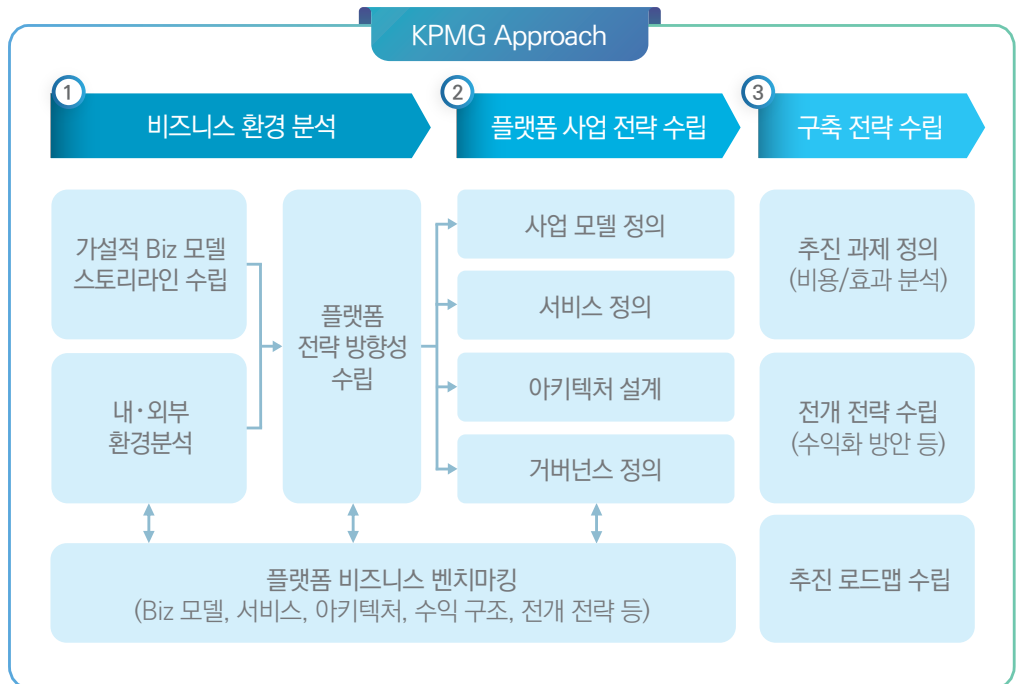 KPMG Approach
1
비즈니스 환경 분석
2
플랫폼 사업 전략 수립
3
구축 전략 수립
가설적 Biz 모델
스토리라인 수립
내·외부
환경분석
플랫폼
전략 방향성
수립
사업 모델 정의
서비스 정의
아키텍처 설계
거버넌스 정의
추진 과제 정의
(비용/효과 분석)
전개 전략 수립
(수익화 방안 등)
추진 로드맵 수립
플랫폼 비즈니스 벤치마킹
(Biz 모델, 서비스, 아키텍처, 수익 구조, 전개 전략 등)